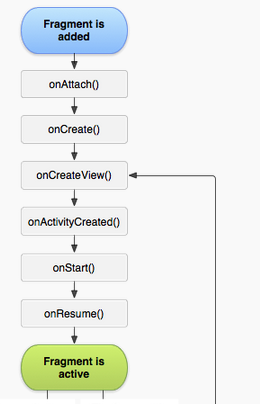 Fragment is
added
onAttach()
onCreate()
onCreateView()
onActivityCreated()
onStart()
onResume()
Fragment is
active